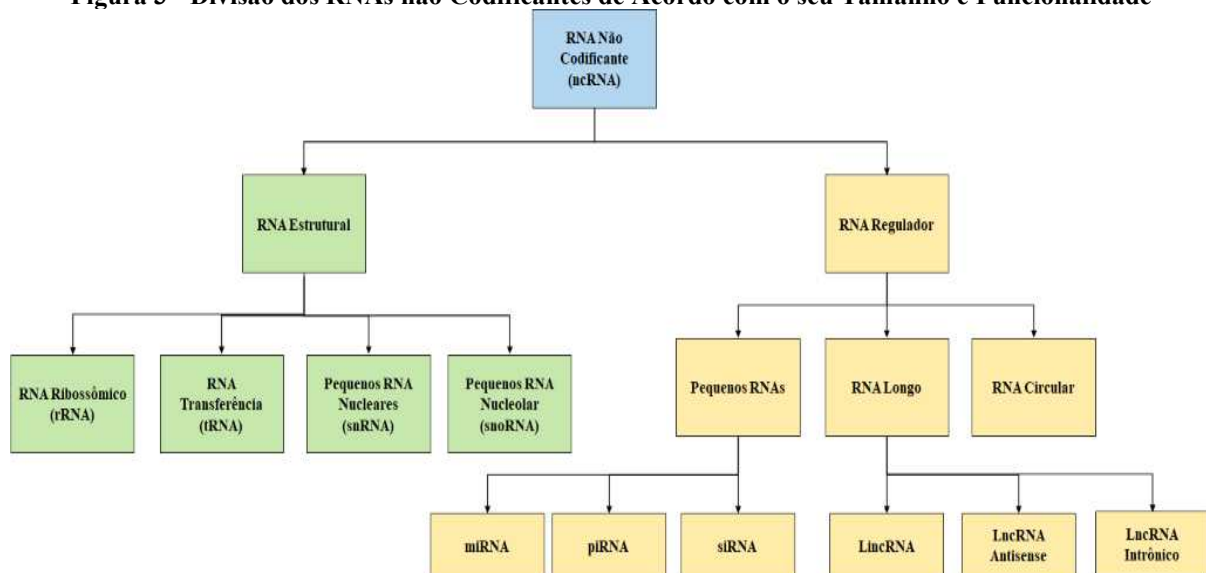 Figura 3 - Divisão dos RNAs não Codificantes de Acordo com o seu Tamanho e Funcionalidade
RNA Não
Codificante
(ncRNA)
RNA Estrutural
RNA Regulador
RNA Ribossômico
(rRNA)
RNA
Transferência
(tRNA)
Pequenos RNA
Nucleares
(snRNA)
Pequenos RNA
Nucleolar
(snoRNA)
Pequenos RNAs
RNA Longo
RNA Circular
miRNA
piRNA
siRNA
LincRNA
LncRNA
Antisense
LncRNA
Intrônico